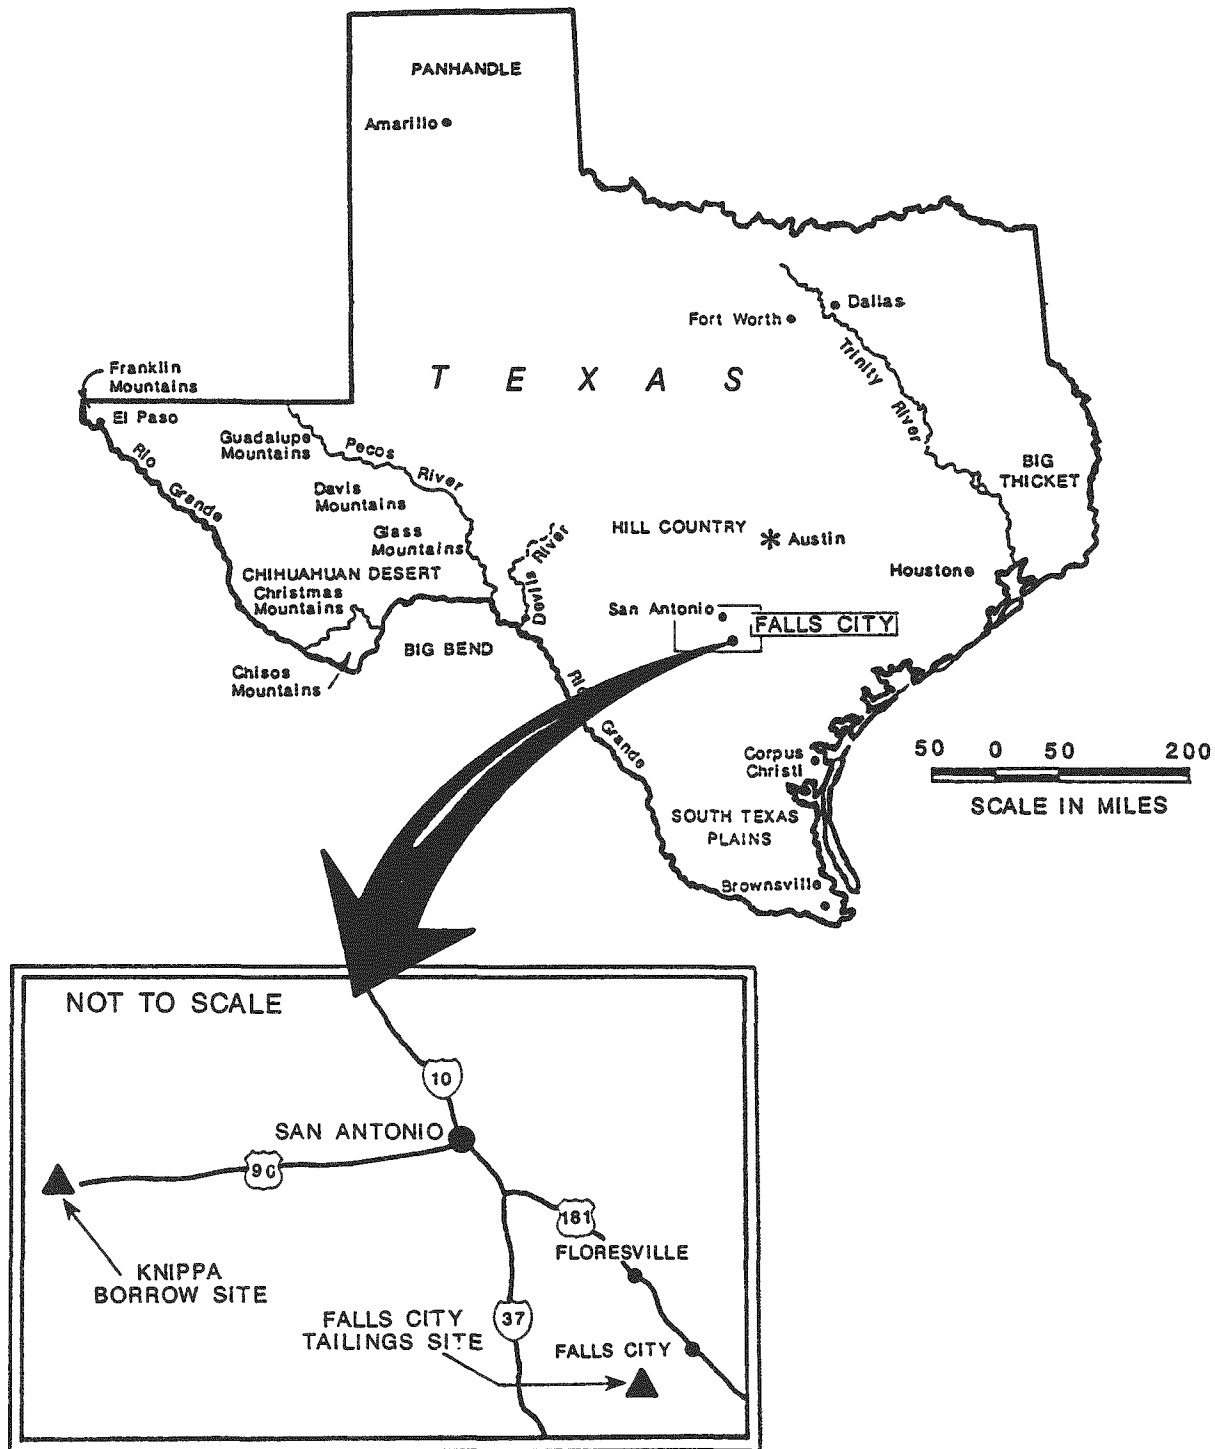 PANHANDLE
Amarillo
Dallas
Fort Worth
Trinity
River
T E X A S
Franklin
Mountains
El Paso
Rio
Grande
Guadalupe
Mountains
Pecos
River
Davis
Mountains
Glass
Mountains
BIG
THICKET
HILL COUNTRY
Austin
Devils
River
Houstone
CHIHUAHUAN DESERT
Christmas
Mountains
San Antonio
FALLS CITY
BIG BEND
Chisos
Mountains
Rio
Grande
Corpus
Christi
50 0 50 200
SCALE IN MILES
SOUTH TEXAS
PLAINS
Brownsville
NOT TO SCALE
10
SAN ANTONIO
90
181
FLORESVILLE
KNIPPA
BORROW SITE
37
FALLS CITY
TAILINGS SITE
FALLS CITY